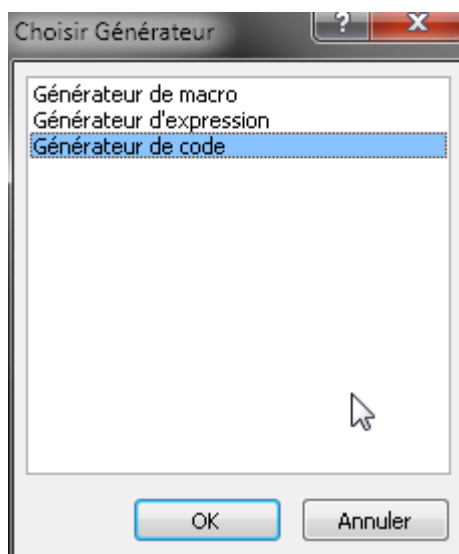 Choisir Générateur
Générateur de macro
Générateur d'expression
Générateur de code
OK
Annuler